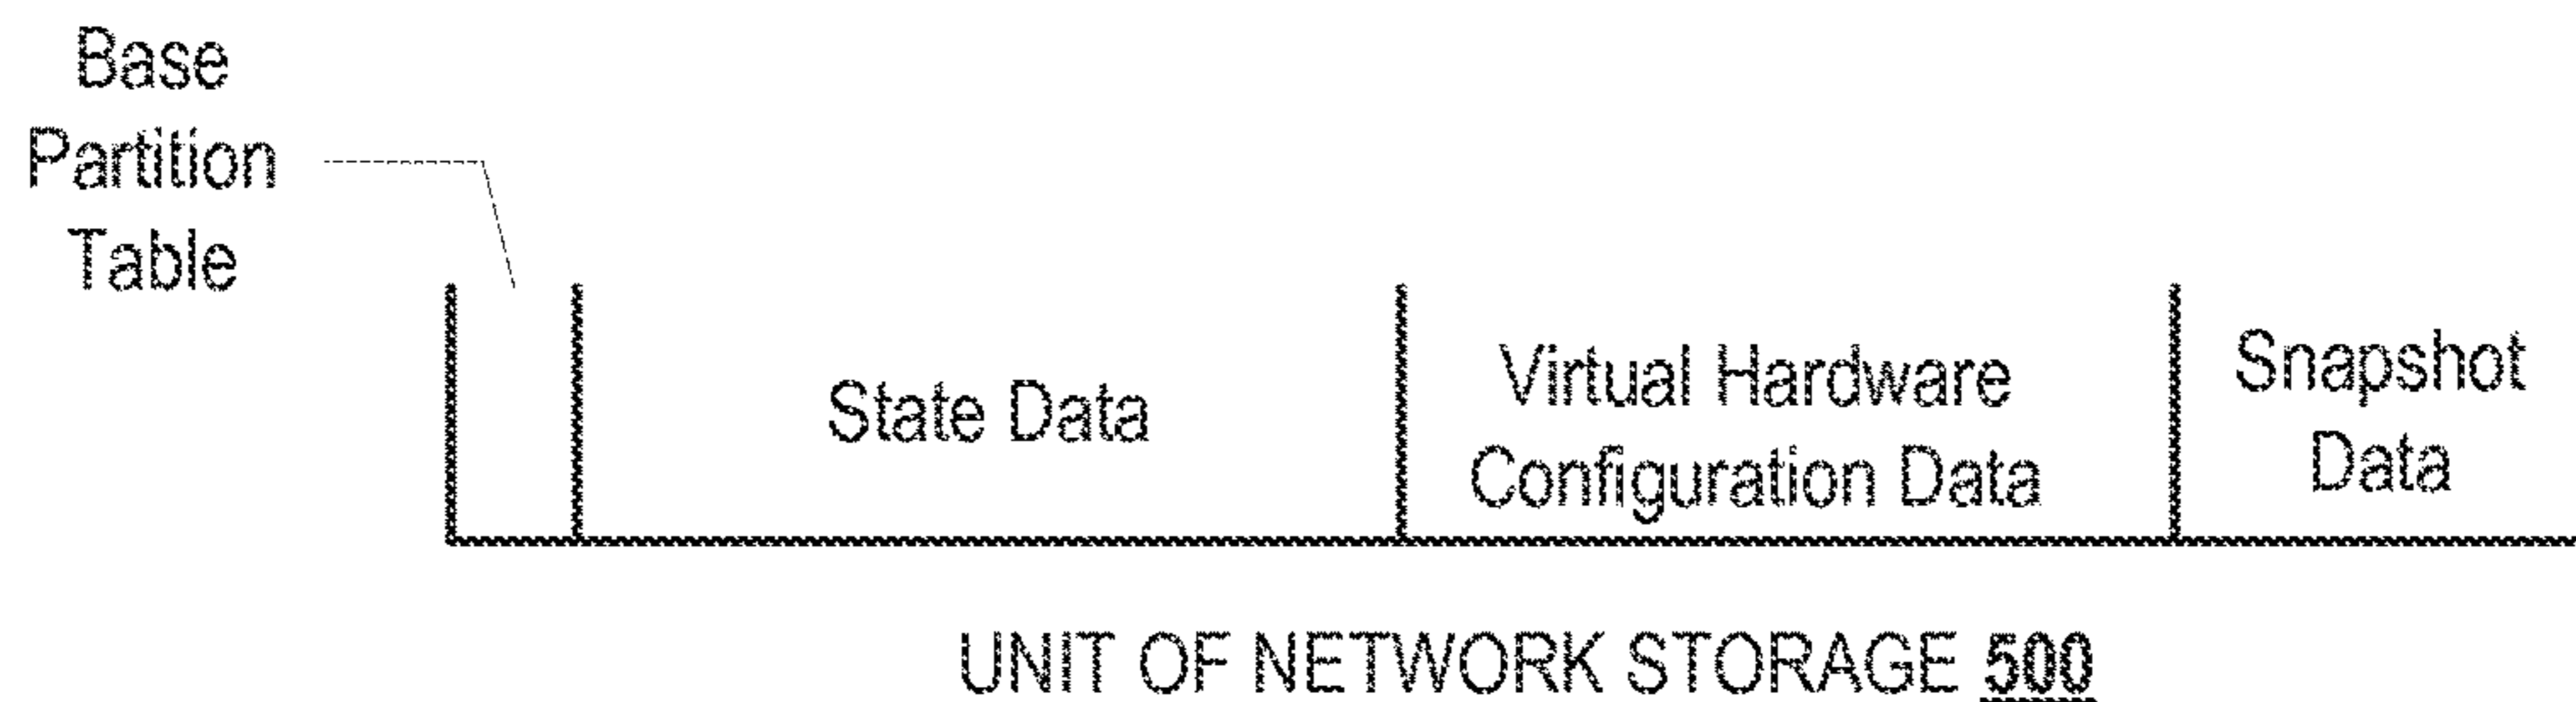 Base
Partition
Table
State Data
Virtual Hardware
Configuration Data
Snapshot
Data
UNIT OF NETWORK STORAGE 500